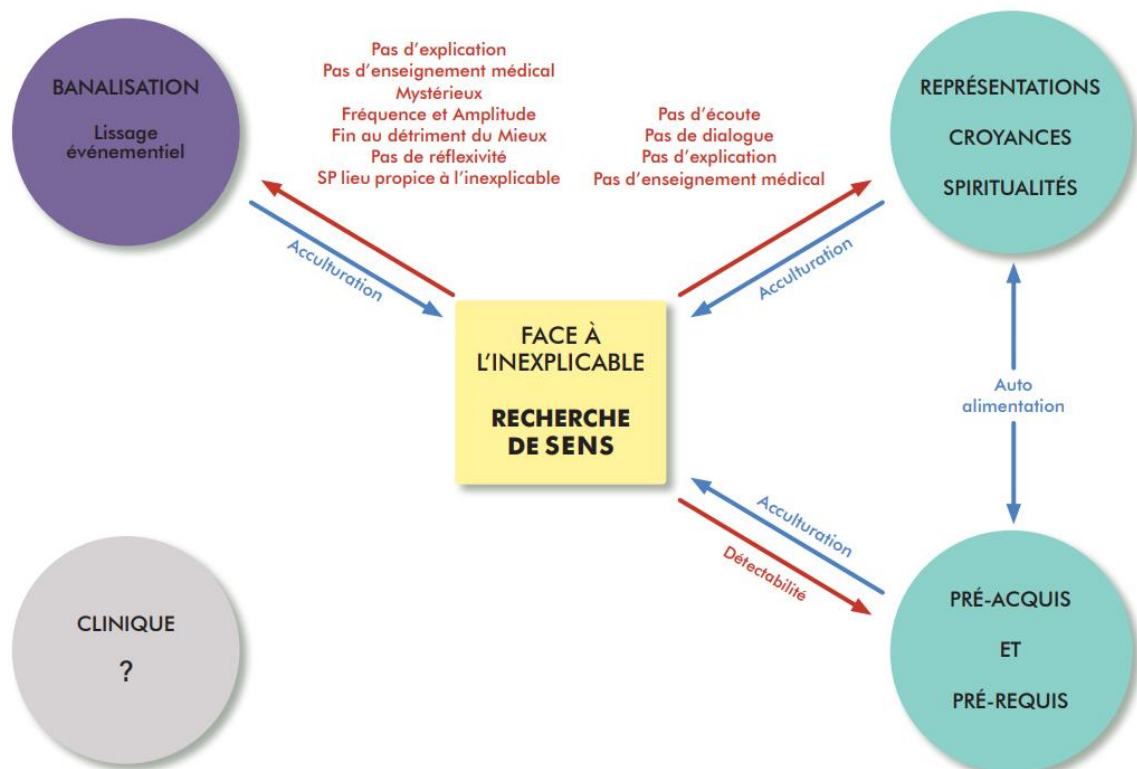 BANALISATION
Lissage
événementiel
Pas d'explication
Pas d'enseignement médical
Mystérieux
Fréquence et Amplitude
Fin au détriment du Mieux
Pas de réflexivité
SP lieu propice à l'inexplicable
Pas d'écoute
Pas de dialogue
Pas d'explication
Pas d'enseignement médical
REPRÉSENTATIONS
CROYANCES
SPIRITUALITÉS
Acculturation
Acculturation
FACE À
L'INEXPLICABLE
RECHERCHE
DE SENS
Auto
alimentation
Acculturation
Détectabilité
CLINIQUE
?
PRÉ-ACQUIS
ET
PRÉ-REQUIS